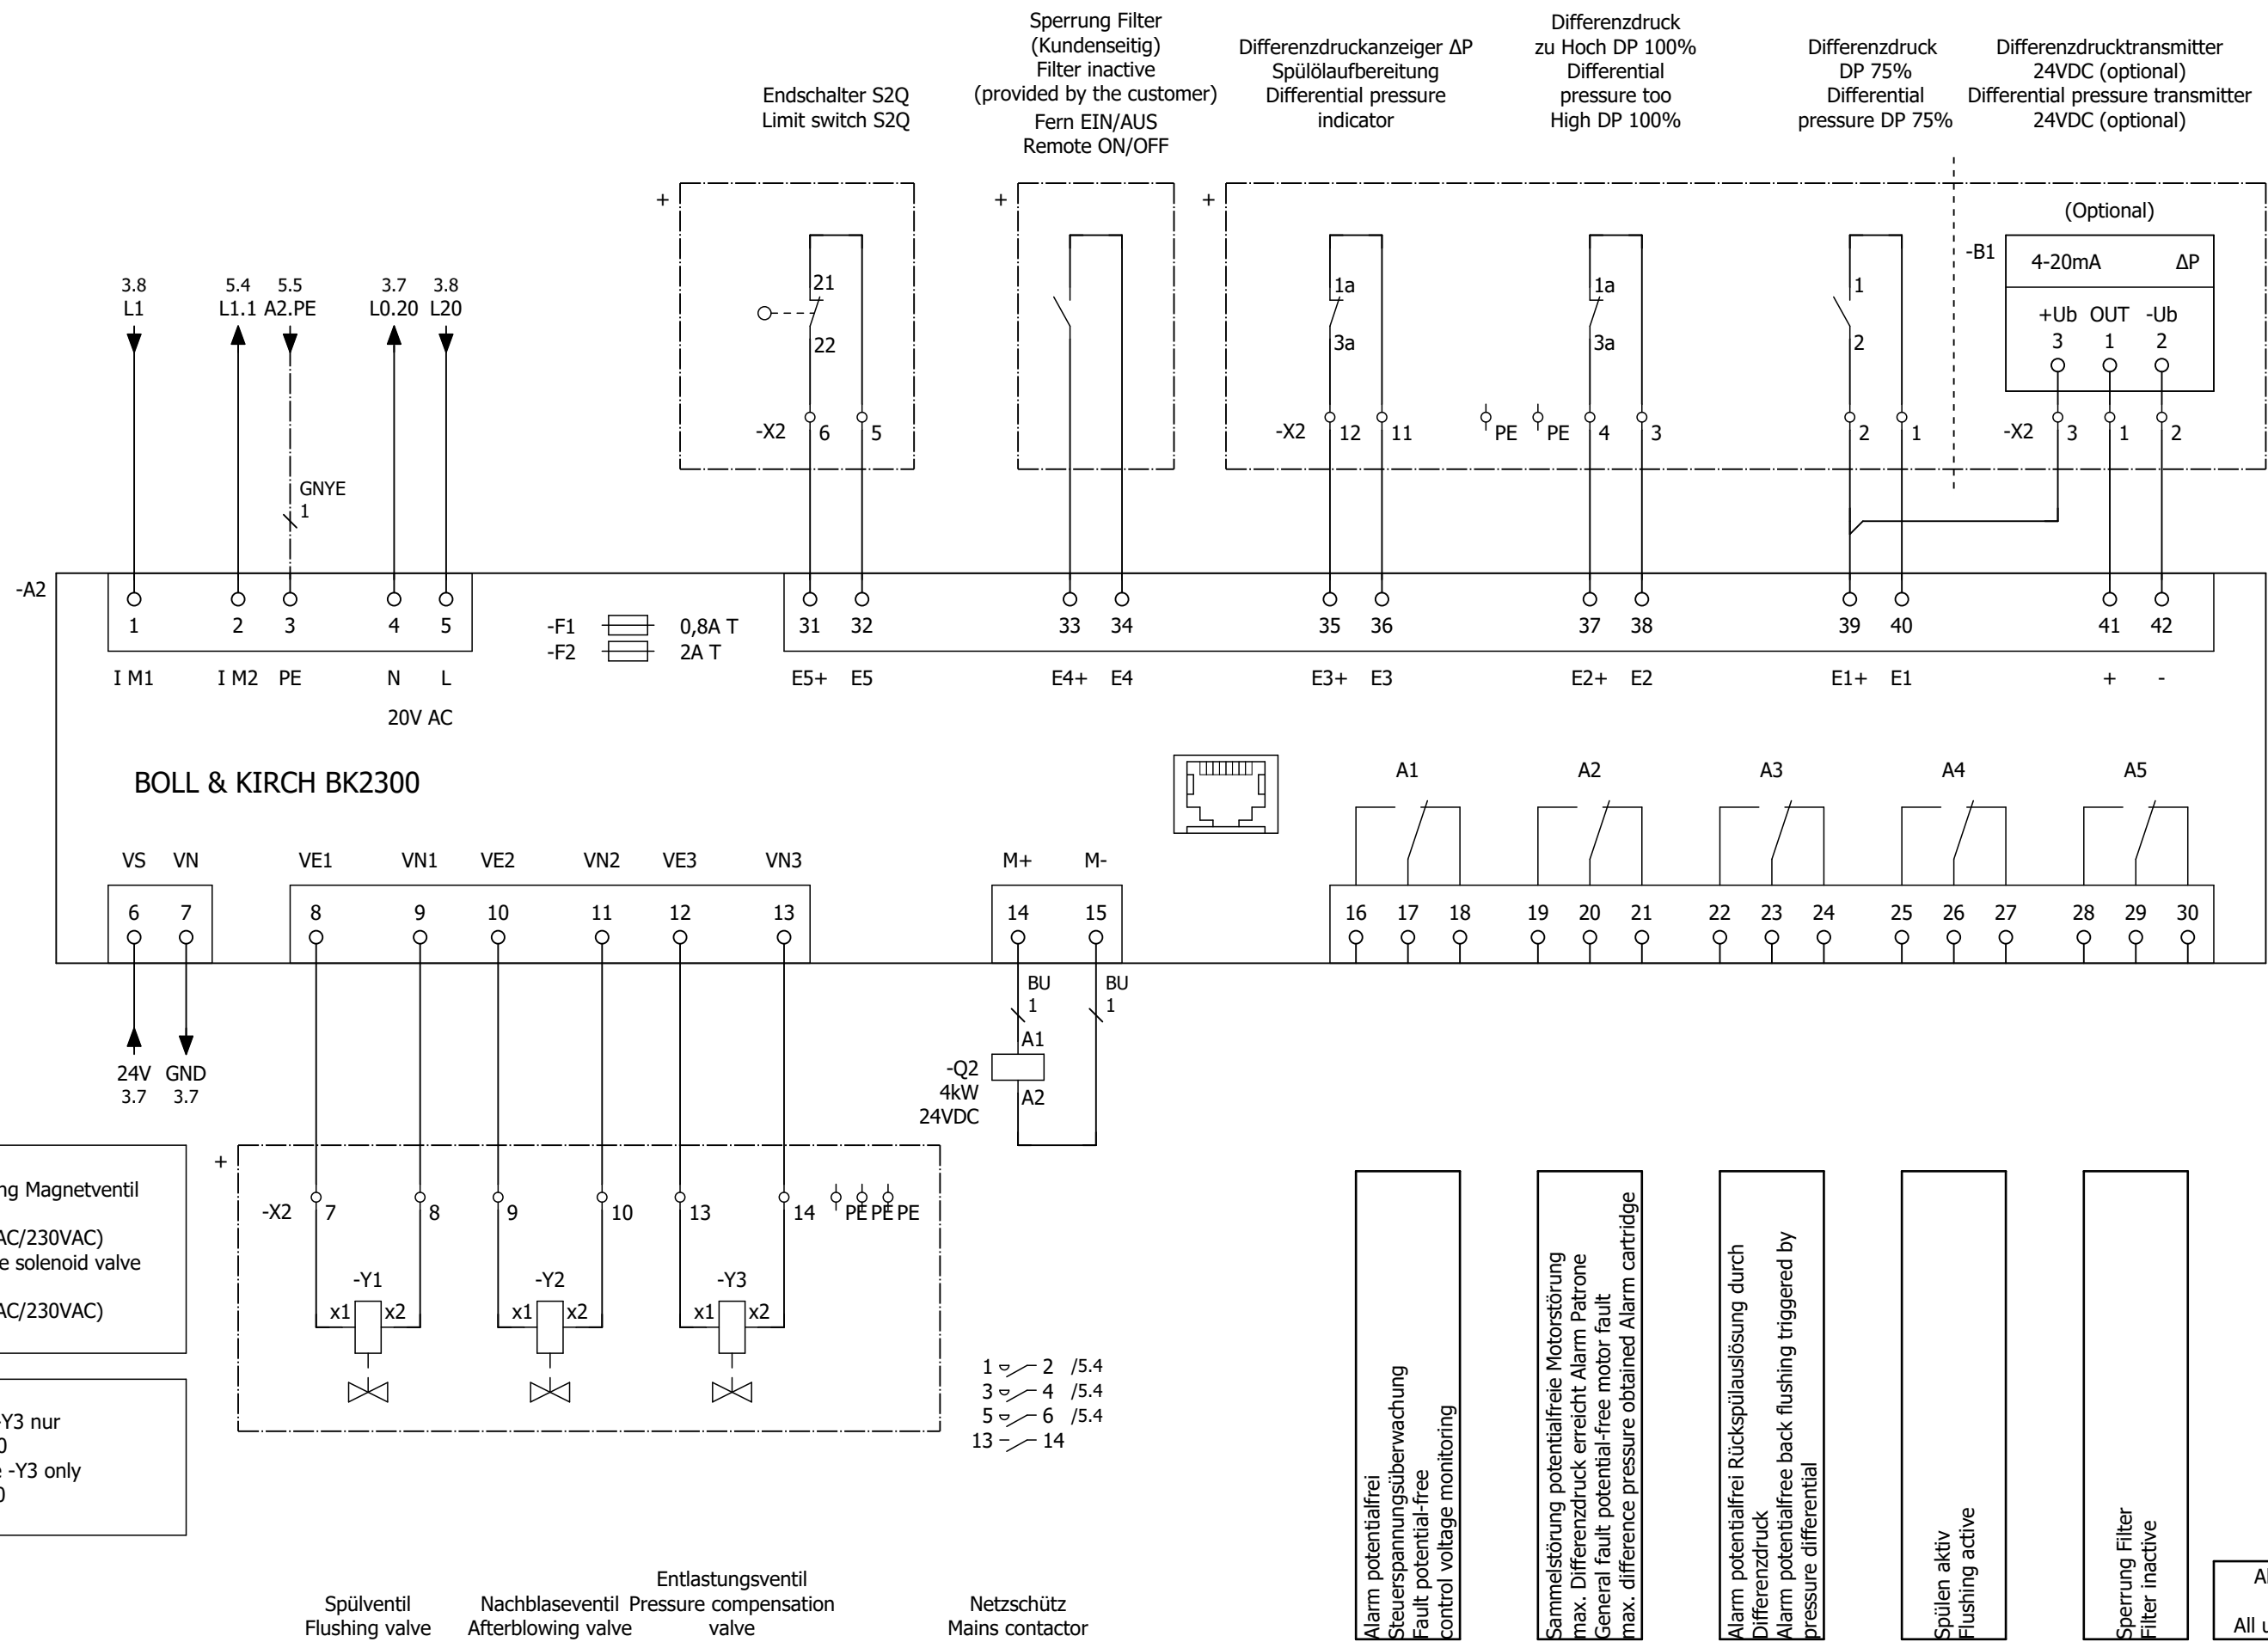 Sperrung Filter
(Kundenseitig)
Filter inactive
(provided by the customer)
Fern EIN/AUS
Remote ON/OFF
Endschalter S2Q
Limit switch S2Q
Differenzdruckanzeiger ΔP
Spülölaufbereitung
Differential pressure
indicator
Differenzdruck
zu Hoch DP 100%
Differential
pressure too
High DP 100%
Differenzdruck
DP 75%
Differential
pressure DP 75%
Differenzdrucktransmitter
24VDC (optional)
Differential pressure transmitter
24VDC (optional)
+ + +
(Optional)
-B1
4-20mA ΔP
+Ub OUT -Ub
3 1 2
3.8 5.4 5.5 3.7 3.8
L1 L1.1 A2.PE L0.20 L20
21
22
1a
3a
1a
3a
1
2
-X2 6 5
-X2 12 11 PE PE 4 3 2 1
-X2 3 1 2
GNYE
1
-A2
1 2 3 4 5
I M1 I M2 PE N L
20V AC
-F1 0,8A T
-F2 2A T
31 32 33 34 35 36 37 38 39 40 41 42
E5+ E5 E4+ E4 E3+ E3 E2+ E2 E1+ E1 + -
BOLL & KIRCH BK2300
A1 A2 A3 A4 A5
VS VN VE1 VN1 VE2 VN2 VE3 VN3 M+ M-
6 7 8 9 10 11 12 13 14 15
16 17 18 19 20 21 22 23 24 25 26 27 28 29 30
BU BU
1 1
A1
-Q2
4kW
24VDC
A2
24V GND
3.7 3.7
ng Magnetventil
AC/230VAC)
e solenoid valve
AC/230VAC)
-Y3 nur
0
e -Y3 only
0
+
-X2 7 8 9 10 13 14 PE PE PE
-Y1 -Y2 -Y3
x1 x2 x1 x2 x1 x2
1 2 /5.4
3 4 /5.4
5 6 /5.4
13 14
Spülventil
Flushing valve
Nachblaseventil
Afterblowing valve
Entlastungsventil
Pressure compensation
valve
Netzschütz
Mains contactor
Alarm potentialfrei
Steuerspannungsüberwachung
Fault potential-free
control voltage monitoring
Sammelstörung potentialfreie Motorstörung
max. Differenzdruck erreicht Alarm Patrone
General fault potential-free motor fault
max. difference pressure obtained Alarm cartridge
Alarm potentialfrei Rückspülauslösung durch
Differenzdruck
Alarm potentialfree back flushing triggered by
pressure differential
Spülen aktiv
Flushing active
Sperrung Filter
Filter inactive
All u